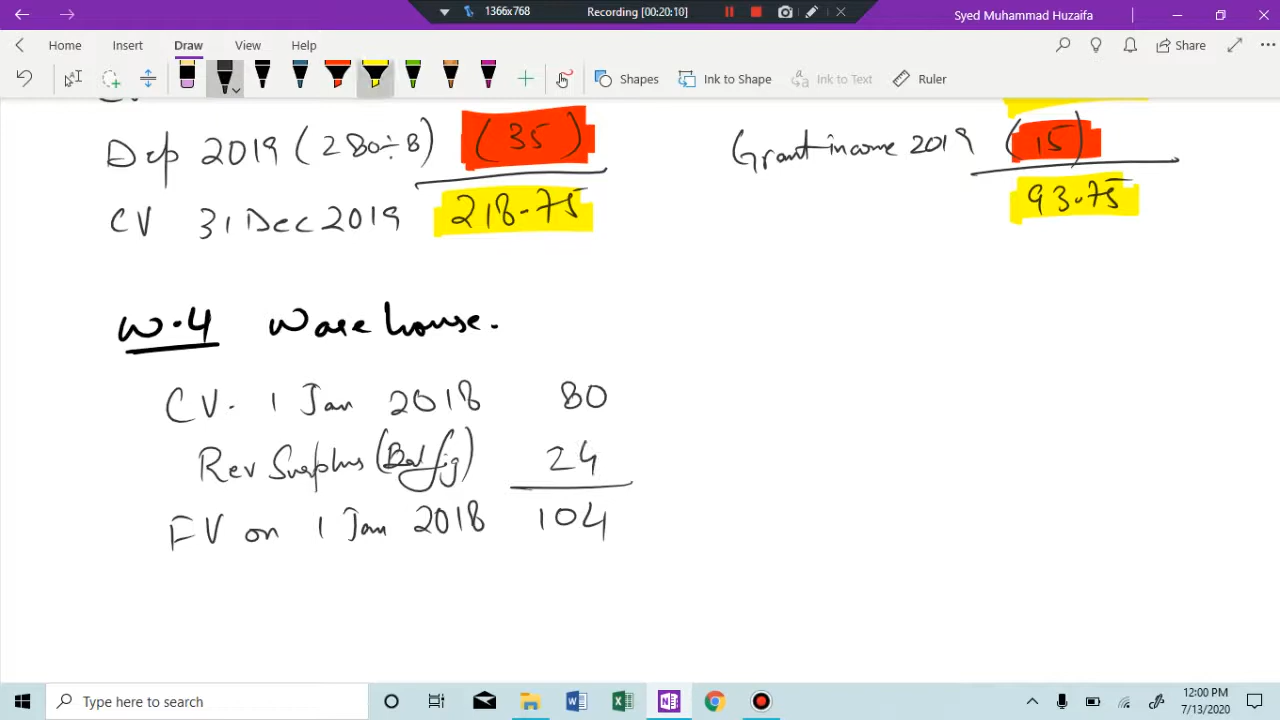 1366x768
Recording [00:20:10]
Syed Muhammad Huzaifa
Home Insert Draw View Help
Share
Shapes Ink to Shape Ink to Text Ruler
Dep 2019 (280÷8) (35)
CV 31 Dec 2019 218.75
Grant income 2019 (15)
93.75
W.4 Warehouse.
CV. 1 Jan 2018 80
Rev Surplus (Bal fig) 24
FV on 1 Jan 2018 104
Type here to search
12:00 PM
7/13/2020